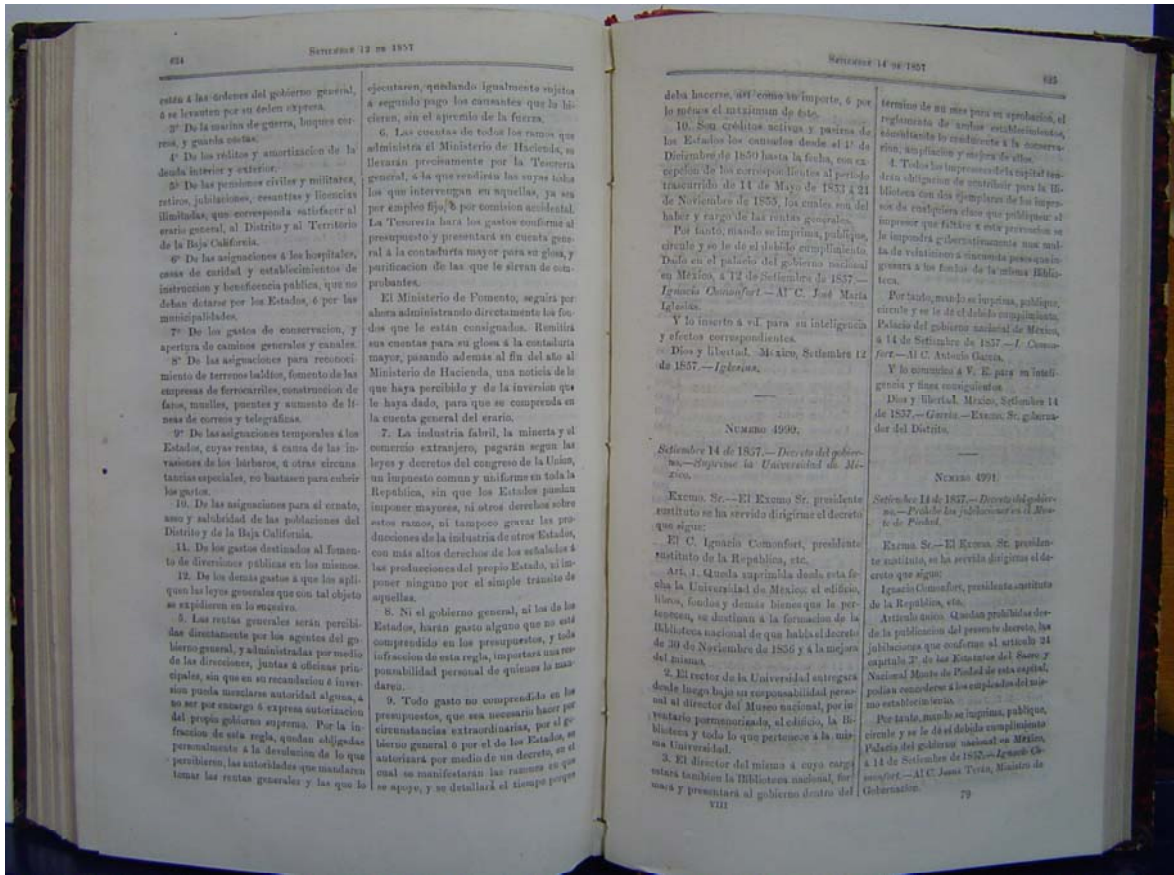 624
SETIEMBRE 12 DE 1857
están á las órdenes del gobierno general,
ó se levanten por su órden expresa.
3º De la marina de guerra, buques cor-
reos, y guarda costas.
4º De los réditos y amortizacion de la
deuda interior y exterior.
5º De las pensiones civiles y militares,
retiros, jubilaciones, cesantías y licencias
ilimitadas, que corresponda satisfacer al
erario general, al Distrito y al Territorio
de la Baja California.
6º De las asignaciones á los hospitales,
casas de caridad y establecimientos de
instruccion y beneficencia pública, que no
deban dotarse por los Estados, ó por las
municipalidades.
7º De los gastos de conservacion, y
apertura de caminos generales y canales.
8º De las asignaciones para reconoci-
miento de terrenos baldíos, fomento de las
empresas de ferrocarriles, construccion de
faros, muelles, puentes y aumento de lí-
neas de correos y telegráficas.
9º De las asignaciones temporales á los
Estados, cuyas rentas, á causa de las in-
vasiones de los bárbaros, ú otras circuns-
tancias especiales, no bastasen para cubrir
los gastos.
10. De las asignaciones para el ornato,
aseo y salubridad de las poblaciones del
Distrito y de la Baja California.
11. De los gastos destinados al fomen-
to de diversiones públicas en los mismos.
12. De los demás gastos á que los apli-
quen las leyes generales que con tal objeto
se expidieren en lo sucesivo.
5. Las rentas generales serán percibi-
das directamente por los agentes del go-
bierno general, y administradas por medio
de las direcciones, juntas ú oficinas prin-
cipales, sin que en su recaudacion é inver-
sion pueda mezclarse autoridad alguna, á
no ser por encargo ó expresa autorizacion
del propio gobierno supremo. Por la in-
fraccion de esta regla, quedan obligadas
personalmente á la devolucion de lo que
percibieren, las autoridades que mandaren
tomar las rentas generales y las que lo
ejecutaren, quedando igualmente sujetos
á segundo pago los causantes que lo hi-
cieren, sin el apremio de la fuerza.
6. Las cuentas de todos los ramos que
administra el Ministerio de Hacienda, se
llevarán precisamente por la Tesorería
general, á la que rendirán las suyas todos
los que intervengan en aquellas, ya sea
por empleo fijo, ó por comision accidental.
La Tesorería hará los gastos conforme al
presupuesto y presentará su cuenta gene-
ral á la contaduría mayor para su glosa, y
purificacion de las que le sirvan de com-
probantes.
El Ministerio de Fomento, seguirá por
ahora administrando directamente los fon-
dos que le están consignados. Remitirá
sus cuentas para su glosa á la contaduría
mayor, pasando además al fin del año al
Ministerio de Hacienda, una noticia de lo
que haya percibido y de la inversion que
le haya dado, para que se comprenda en
la cuenta general del erario.
7. La industria fabril, la minería y el
comercio extranjero, pagarán segun las
leyes y decretos del congreso de la Union,
un impuesto comun y uniforme en toda la
República, sin que los Estados puedan
imponer mayores, ni otros derechos sobre
estos ramos, ni tampoco gravar las pro-
ducciones de la industria de otros Estados,
con más altos derechos de los señalados á
las producciones del propio Estado, ni im-
poner ninguno por el simple tránsito de
aquellas.
8. Ni el gobierno general, ni los de los
Estados, harán gasto alguno que no esté
comprendido en los presupuestos, y toda
infraccion de esta regla, importará una res-
ponsabilidad personal de quienes lo man-
daren.
9. Todo gasto no comprendido en los
presupuestos, que sea necesario hacer por
circunstancias extraordinarias, por el go-
bierno general ó por el de los Estados, se
autorizará por medio de un decreto, en el
cual se manifestarán las razones en que
se apoye, y se detallará el tiempo porque
SETIEMBRE 14 DE 1857
625
deba hacerse, así como su importe, ó por
lo ménos el maximum de éste.
10. Son créditos activos y pasivos de
los Estados los causados desde el 1º de
Diciembre de 1850 hasta la fecha, con ex-
cepcion de los correspondientes al período
trascurrido de 14 de Mayo de 1853 á 21
de Noviembre de 1855, los cuales son del
haber y cargo de las rentas generales.
Por tanto, mando se imprima, publique,
circule y se le dé el debido cumplimiento.
Dado en el palacio del gobierno nacional
en México, á 12 de Setiembre de 1857.—
Ignacio Comonfort.—Al C. José María
Iglesias.
Y lo inserto á vd. para su inteligencia
y efectos correspondientes.
Dios y libertad. México, Setiembre 12
de 1857.—Iglesias.
NUMERO 4990.
Setiembre 14 de 1857.—Decreto del gobier-
no.—Suprime la Universidad de Mé-
xico.
Excmo. Sr.—El Excmo Sr. presidente
sustituto se ha servido dirigirme el decreto
que sigue:
El C. Ignacio Comonfort, presidente
sustituto de la República, etc.
Art. 1. Queda suprimida desde esta fe-
cha la Universidad de México: el edificio,
libros, fondos y demás bienes que le per-
tenecen, se destinan á la formacion de la
Biblioteca nacional de que habla el decreto
de 30 de Noviembre de 1856 y á la mejora
del mismo.
2. El rector de la Universidad entregará
desde luego bajo su responsabilidad perso-
nal al director del Museo nacional, por in-
ventario pormenorizado, el edificio, la Bi-
blioteca y todo lo que pertenece á la mis-
ma Universidad.
3. El director del mismo á cuyo cargo
estará tambien la Biblioteca nacional, for-
mará y presentará al gobierno dentro del
VIII
término de un mes para su aprobacion, el
reglamento de ambos establecimientos,
consultando lo conducente á la conserva-
cion, ampliacion y mejora de ellos.
4. Todos los impresores de la capital ten-
drán obligacion de contribuir para la Bi-
blioteca con dos ejemplares de los impre-
sos de cualquiera clase que publiquen: al
impresor que faltare á esta prevencion se
le impondrá gubernativamente una mul-
ta de veinticinco á cincuenta pesos que in-
gresará á los fondos de la misma Biblio-
teca.
Por tanto, mando se imprima, publique,
circule y se le dé el debido cumplimiento.
Palacio del gobierno nacional de México,
á 14 de Setiembre de 1857.—I. Comon-
fort.—Al C. Antonio García.
Y lo comunico á V. E. para su inteli-
gencia y fines consiguientes.
Dios y libertad. México, Setiembre 14
de 1857.—García.—Excmo. Sr. goberna-
dor del Distrito.
NUMERO 4991.
Setiembre 14 de 1857.—Decreto del gobier-
no.—Prohibe las jubilaciones en el Mon-
te de Piedad.
Excmo. Sr.—El Excmo. Sr. presiden-
te sustituto, se ha servido dirigirme el de-
creto que sigue:
Ignacio Comonfort, presidente sustituto
de la República, etc.
Artículo único. Quedan prohibidas des-
de la publicacion del presente decreto, las
jubilaciones que conforme al artículo 24
capítulo 3º. de los Estatutos del Sacro y
Nacional Monte de Piedad de esta capital,
podian concederse á los empleados del mis-
mo establecimiento.
Por tanto, mando se imprima, publique,
circule y se le dé el debido cumplimiento
Palacio del gobierno nacional en México,
á 14 de Setiembre de 1857.—Ignacio Co-
monfort.—Al C. Jesus Terán, Ministro de
Gobernacion.
79